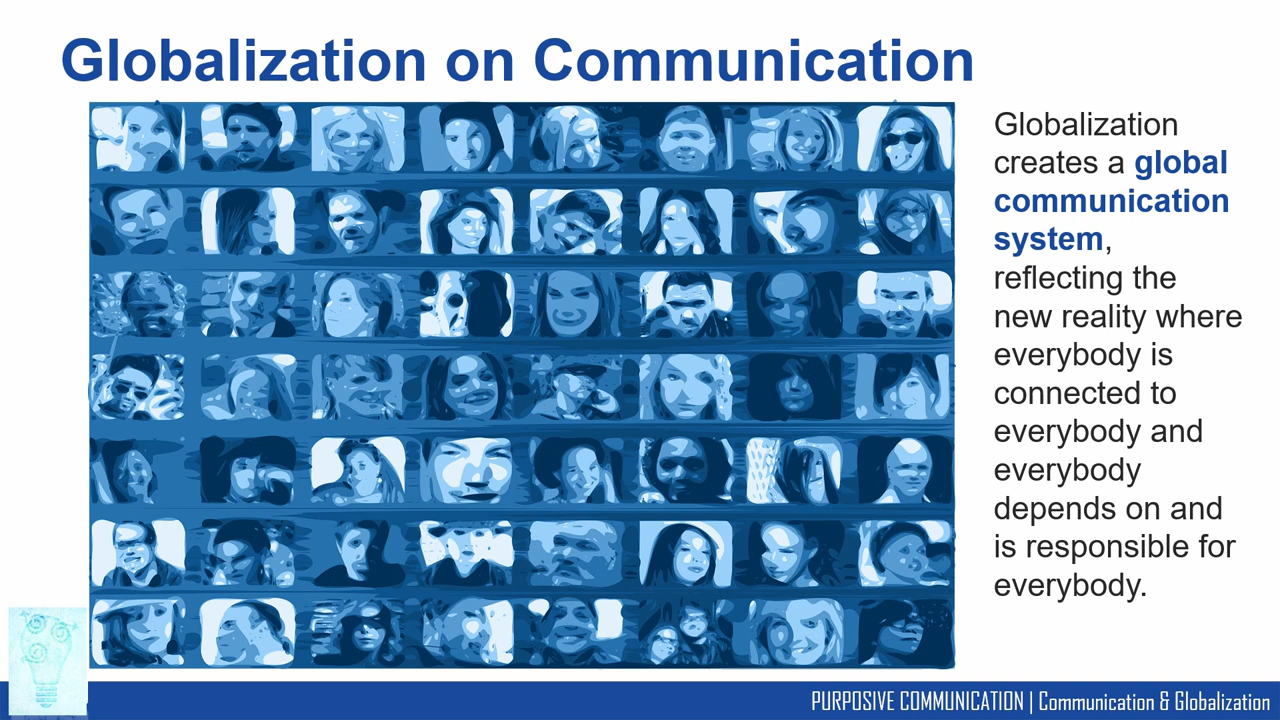 Globalization on Communication
Globalization
creates a global
communication
system,
reflecting the
new reality where
everybody is
connected to
everybody and
everybody
depends on and
is responsible for
everybody.
PURPOSIVE COMMUNICATION | Communication & Globalization